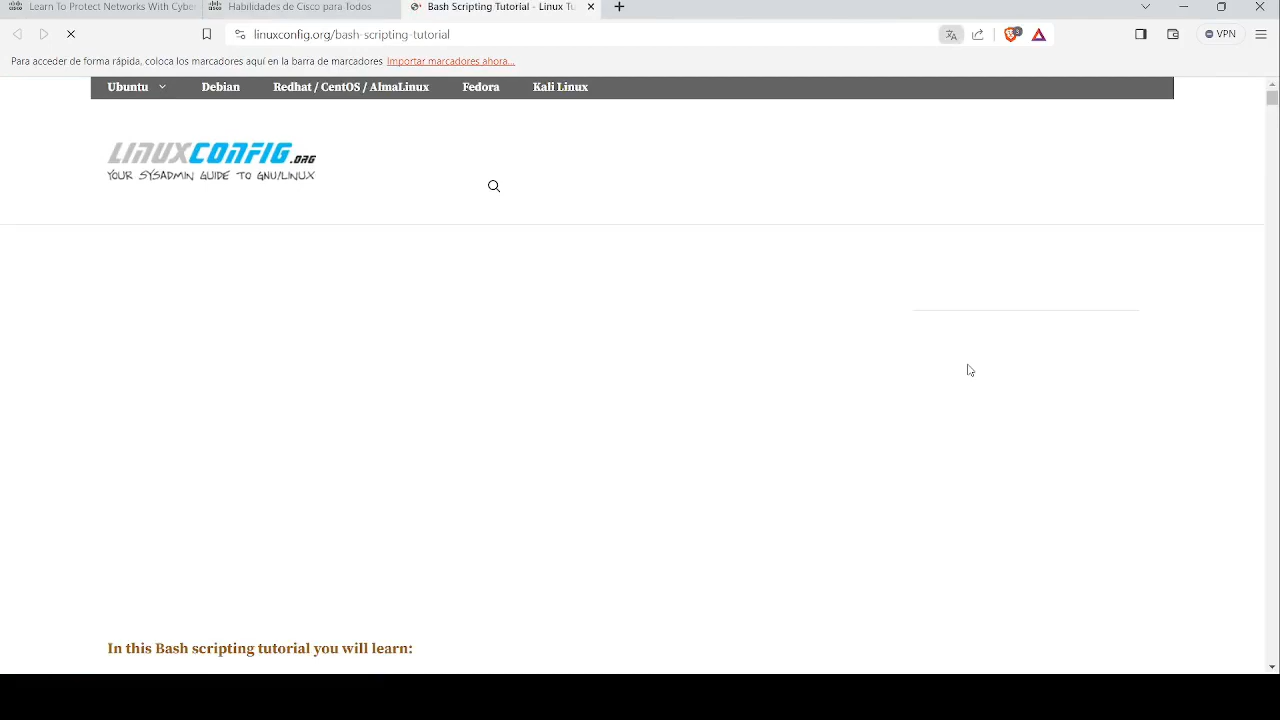 Learn To Protect Networks With Cyber
Habilidades de Cisco para Todos
Bash Scripting Tutorial - Linux Tu
linuxconfig.org/bash-scripting-tutorial
3
VPN
Para acceder de forma rápida, coloca los marcadores aquí en la barra de marcadores Importar marcadores ahora...
Ubuntu
Debian
Redhat / CentOS / AlmaLinux
Fedora
Kali Linux
LINUXCONFIG.ORG
YOUR SYSADMIN GUIDE TO GNU/LINUX
In this Bash scripting tutorial you will learn: